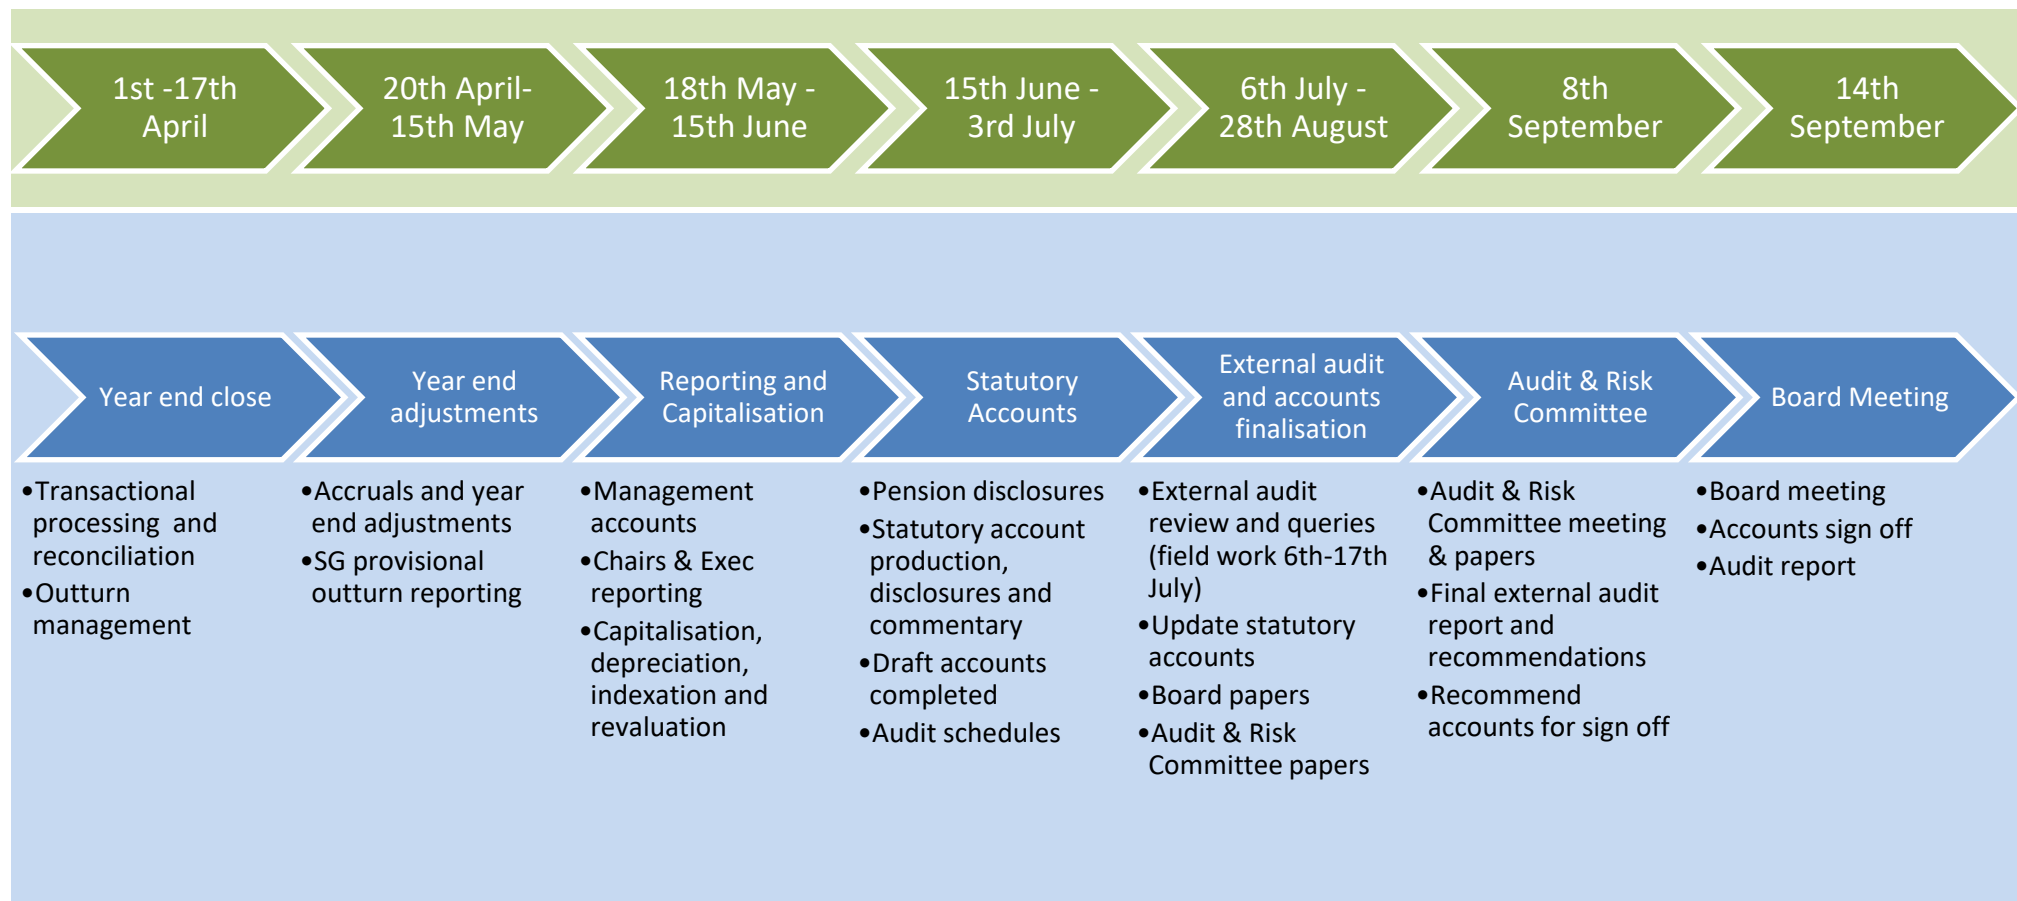 1st -17th
April
20th April-
15th May
18th May -
15th June
15th June -
3rd July
6th July -
28th August
8th
September
14th
September
Year end close
Year end
adjustments
Reporting and
Capitalisation
Statutory
Accounts
External audit
and accounts
finalisation
Audit & Risk
Committee
Board Meeting
•Transactional
processing and
reconciliation
•Outturn
management
•Accruals and year
end adjustments
•SG provisional
outturn reporting
•Management
accounts
•Chairs & Exec
reporting
•Capitalisation,
depreciation,
indexation and
revaluation
•Pension disclosures
•Statutory account
production,
disclosures and
commentary
•Draft accounts
completed
•Audit schedules
•External audit
review and queries
(field work 6th-17th
July)
•Update statutory
accounts
•Board papers
•Audit & Risk
Committee papers
•Audit & Risk
Committee meeting
& papers
•Final external audit
report and
recommendations
•Recommend
accounts for sign off
•Board meeting
•Accounts sign off
•Audit report